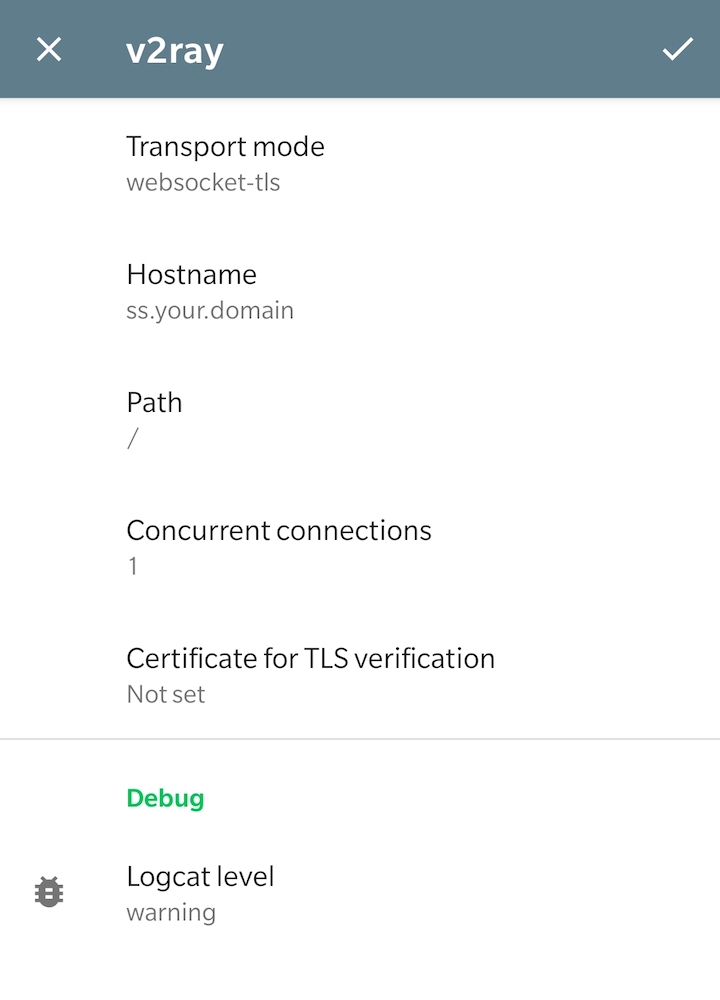 v2ray
Transport mode
websocket-tls
Hostname
ss.your.domain
Path
/
Concurrent connections
1
Certificate for TLS verification
Not set
Debug
Logcat level
warning